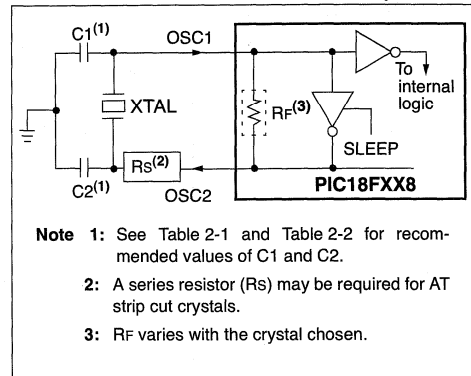 C1(1)
OSC1
To
internal
logic
XTAL
RF(3)
SLEEP
RS(2)
C2(1)
OSC2
PIC18FXX8
Note 1: See Table 2-1 and Table 2-2 for recom-
mended values of C1 and C2.
2: A series resistor (RS) may be required for AT
strip cut crystals.
3: RF varies with the crystal chosen.